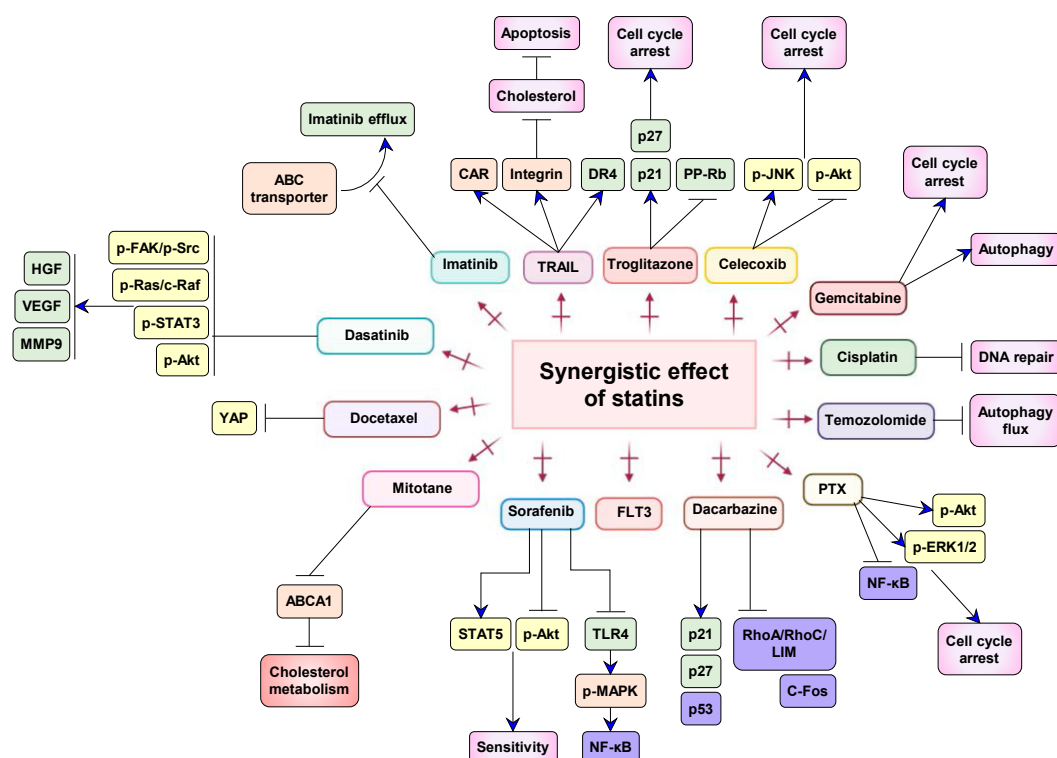 Apoptosis
Cell cycle
arrest
Cell cycle
arrest
Cholesterol
Imatinib efflux
p27
ABC
transporter
CAR
Integrin
DR4
p21
PP-Rb
p-JNK
p-Akt
Cell cycle
arrest
p-FAK/p-Src
HGF
p-Ras/c-Raf
VEGF
p-STAT3
MMP9
p-Akt
Imatinib
TRAIL
Troglitazone
Celecoxib
Autophagy
Gemcitabine
Dasatinib
Synergistic effect
of statins
Cisplatin
DNA repair
YAP
Docetaxel
Temozolomide
Autophagy
flux
Mitotane
Sorafenib
FLT3
Dacarbazine
PTX
p-Akt
p-ERK1/2
NF-κB
ABCA1
STAT5
p-Akt
TLR4
p21
RhoA/RhoC/
LIM
Cell cycle
arrest
Cholesterol
metabolism
p-MAPK
p27
C-Fos
p53
Sensitivity
NF-κB